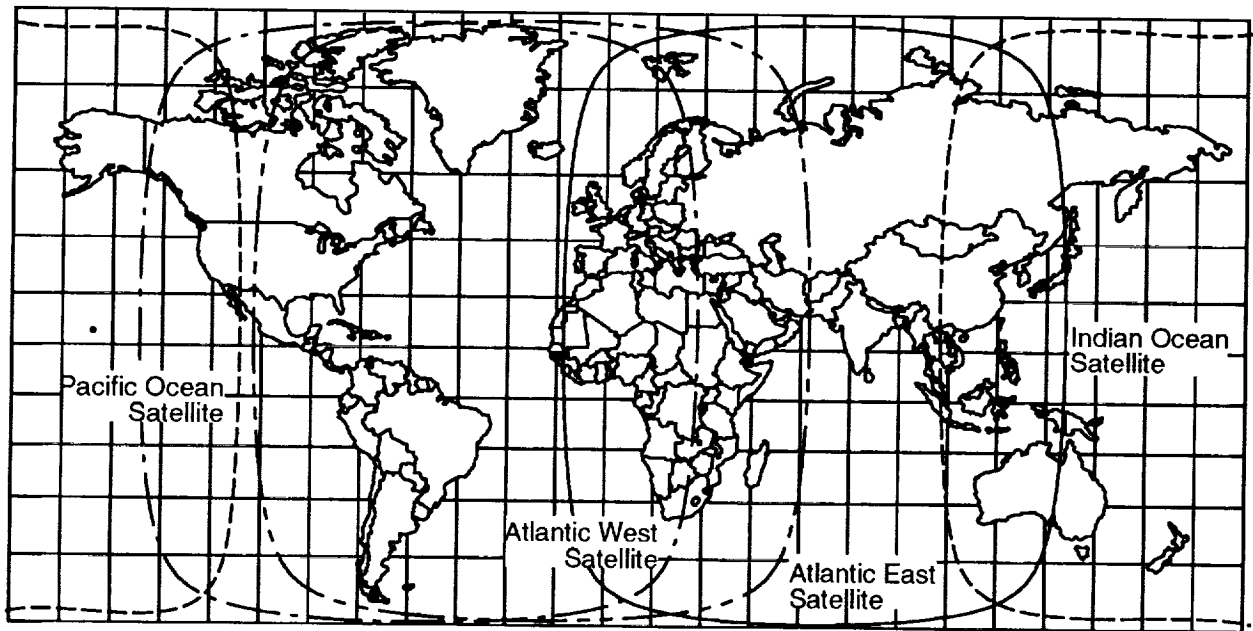 Pacific Ocean
Satellite
Atlantic West
Satellite
Atlantic East
Satellite
Indian Ocean
Satellite